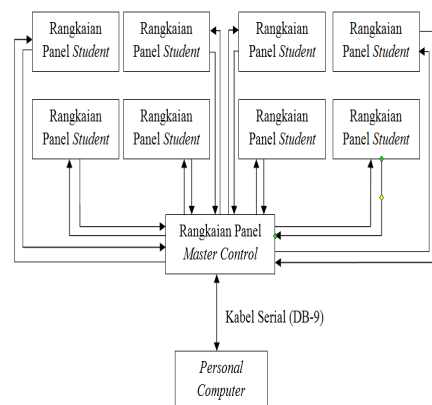 Rangkaian
Panel Student
Rangkaian
Panel Student
Rangkaian
Panel Student
Rangkaian
Panel Student
Rangkaian
Panel Student
Rangkaian
Panel Student
Rangkaian
Panel Student
Rangkaian
Panel Student
Rangkaian Panel
Master Control
Kabel Serial (DB-9)
Personal
Computer